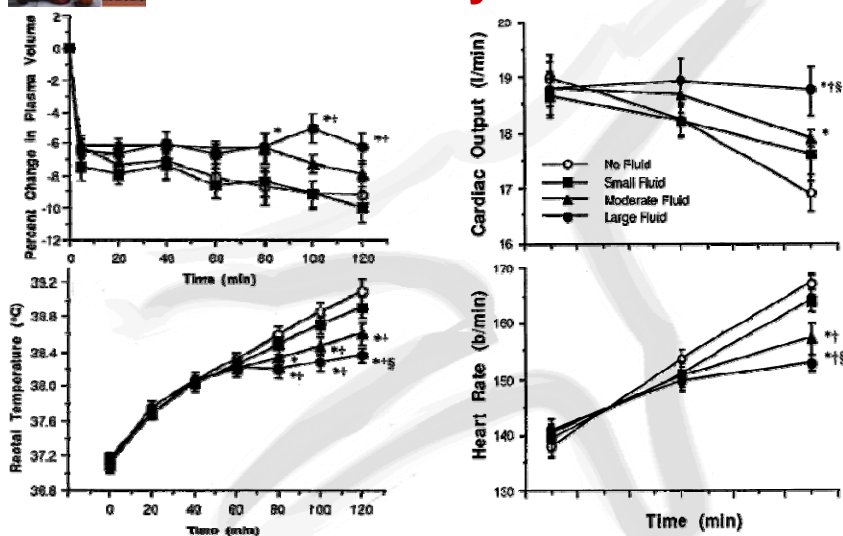 Percent Change in Plasma Volume
2
0
-2
-4
-6
-8
-10
-12
*
*†
*†
0 20 40 60 80 100 120
Time (min)
Cardiac Output (l/min)
20
19
18
17
16
*†§
*
No Fluid
Small Fluid
Moderate Fluid
Large Fluid
Rectal Temperature (°C)
39.2
38.8
38.4
38.0
37.6
37.2
36.8
*
*†
*†
*†
*†
*†§
0 20 40 60 80 100 120
Time (min)
Heart Rate (b/min)
170
160
150
140
130
*†
*†§
Time (min)